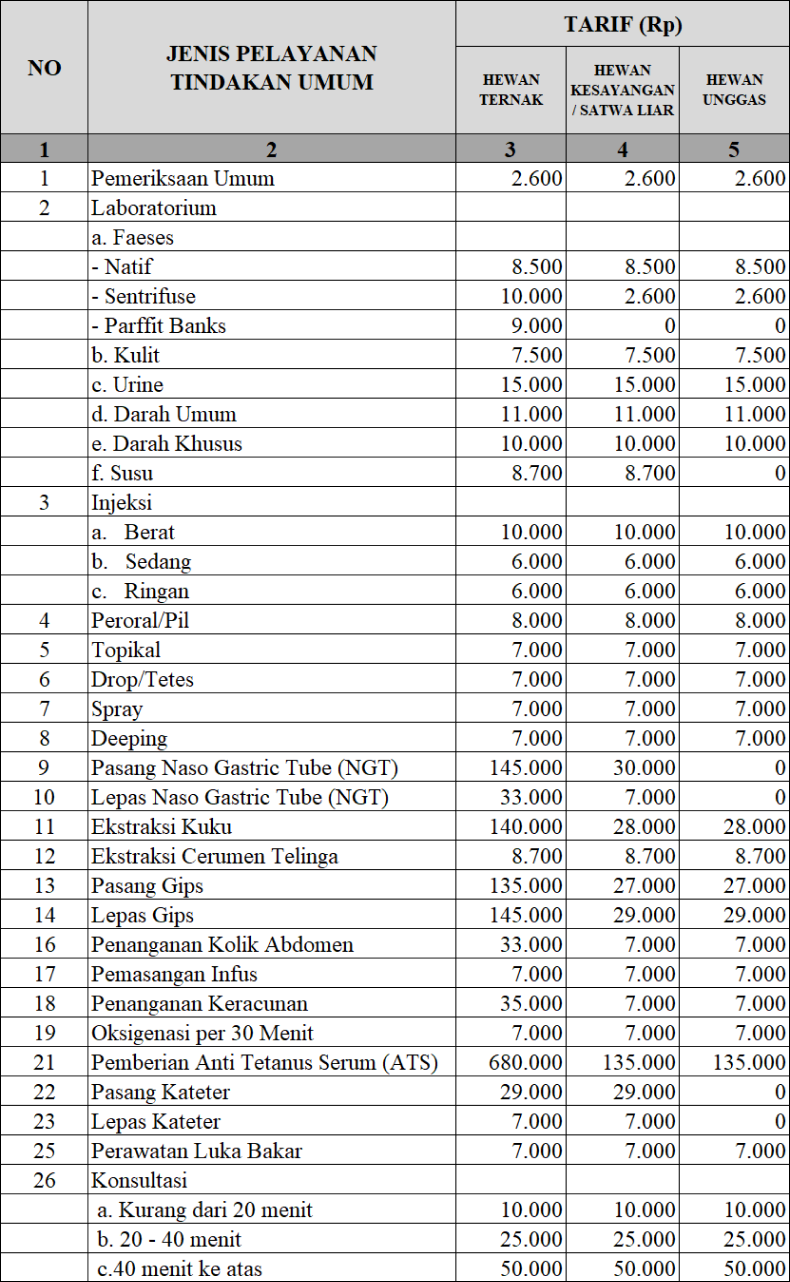 NO JENIS PELAYANAN TINDAKAN UMUM TARIF (Rp)
HEWAN TERNAK HEWAN KESAYANGAN / SATWA LIAR HEWAN UNGGAS
1 2 3 4 5
1 Pemeriksaan Umum 2.600 2.600 2.600
2 Laboratorium
a. Faeses
- Natif 8.500 8.500 8.500
- Sentrifuse 10.000 2.600 2.600
- Parffit Banks 9.000 0 0
b. Kulit 7.500 7.500 7.500
c. Urine 15.000 15.000 15.000
d. Darah Umum 11.000 11.000 11.000
e. Darah Khusus 10.000 10.000 10.000
f. Susu 8.700 8.700 0
3 Injeksi
a. Berat 10.000 10.000 10.000
b. Sedang 6.000 6.000 6.000
c. Ringan 6.000 6.000 6.000
4 Peroral/Pil 8.000 8.000 8.000
5 Topikal 7.000 7.000 7.000
6 Drop/Tetes 7.000 7.000 7.000
7 Spray 7.000 7.000 7.000
8 Deeping 7.000 7.000 7.000
9 Pasang Naso Gastric Tube (NGT) 145.000 30.000 0
10 Lepas Naso Gastric Tube (NGT) 33.000 7.000 0
11 Ekstraksi Kuku 140.000 28.000 28.000
12 Ekstraksi Cerumen Telinga 8.700 8.700 8.700
13 Pasang Gips 135.000 27.000 27.000
14 Lepas Gips 145.000 29.000 29.000
16 Penanganan Kolik Abdomen 33.000 7.000 7.000
17 Pemasangan Infus 7.000 7.000 7.000
18 Penanganan Keracunan 35.000 7.000 7.000
19 Oksigenasi per 30 Menit 7.000 7.000 7.000
21 Pemberian Anti Tetanus Serum (ATS) 680.000 135.000 135.000
22 Pasang Kateter 29.000 29.000 0
23 Lepas Kateter 7.000 7.000 0
25 Perawatan Luka Bakar 7.000 7.000 7.000
26 Konsultasi
a. Kurang dari 20 menit 10.000 10.000 10.000
b. 20 - 40 menit 25.000 25.000 25.000
c.40 menit ke atas 50.000 50.000 50.000